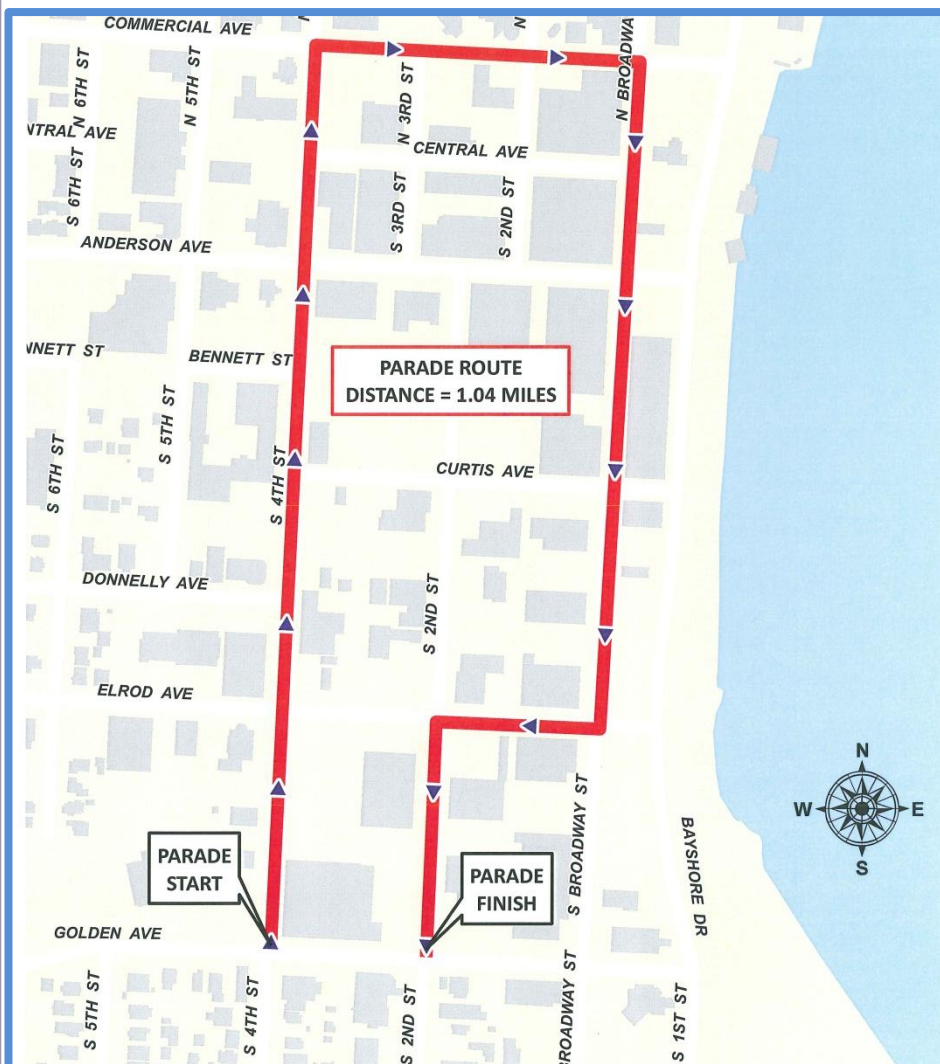 COMMERCIAL AVE
N 6TH ST
N 5TH ST
N 3RD ST
N BROADWA
NTRAL AVE
CENTRAL AVE
S 6TH ST
S 3RD ST
S 2ND ST
ANDERSON AVE
NNETT ST
BENNETT ST
PARADE ROUTE
DISTANCE = 1.04 MILES
S 5TH ST
S 6TH ST
S 4TH ST
CURTIS AVE
DONNELLY AVE
S 2ND ST
ELROD AVE
N
W
E
S
PARADE
START
PARADE
FINISH
S BROADWAY ST
BAYSHORE DR
GOLDEN AVE
S 5TH ST
S 4TH ST
S 2ND ST
ROADWAY ST
S 1ST ST